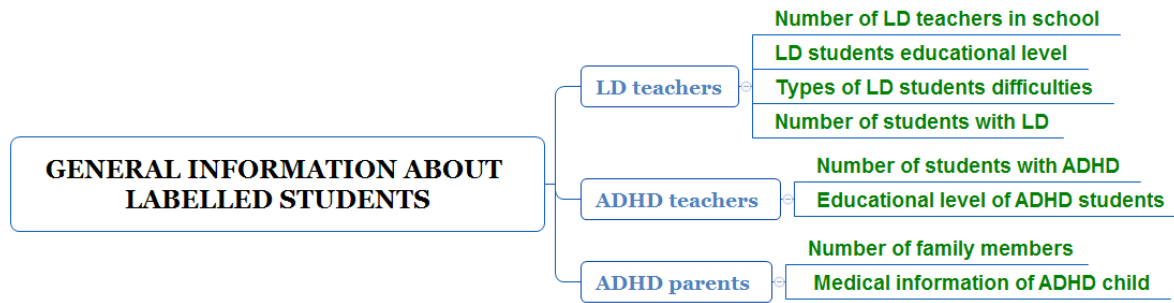 GENERAL INFORMATION ABOUT
LABELLED STUDENTS
LD teachers
Number of LD teachers in school
LD students educational level
Types of LD students difficulties
Number of students with LD
ADHD teachers
Number of students with ADHD
Educational level of ADHD students
ADHD parents
Number of family members
Medical information of ADHD child